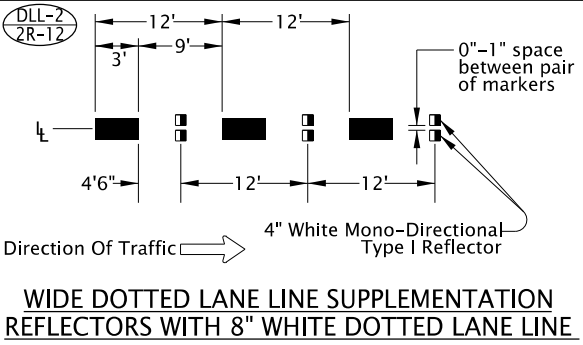 DLL-2
2R-12
12'
12'
3'
9'
0"-1" space
between pair
of markers
4'6"
12'
12'
Direction Of Traffic
4" White Mono-Directional
Type I Reflector
WIDE DOTTED LANE LINE SUPPLEMENTATION
REFLECTORS WITH 8" WHITE DOTTED LANE LINE